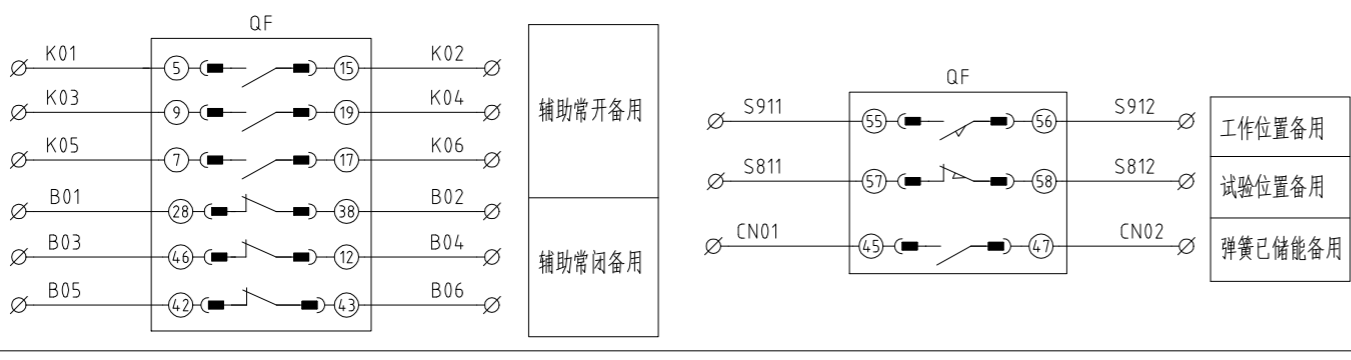 QF
K01 5 15 K02
K03 9 19 K04
K05 7 17 K06
辅助常开备用
B01 28 38 B02
B03 46 12 B04
B05 42 43 B06
辅助常闭备用
QF
S911 55 56 S912 工作位置备用
S811 57 58 S812 试验位置备用
CN01 45 47 CN02 弹簧已储能备用